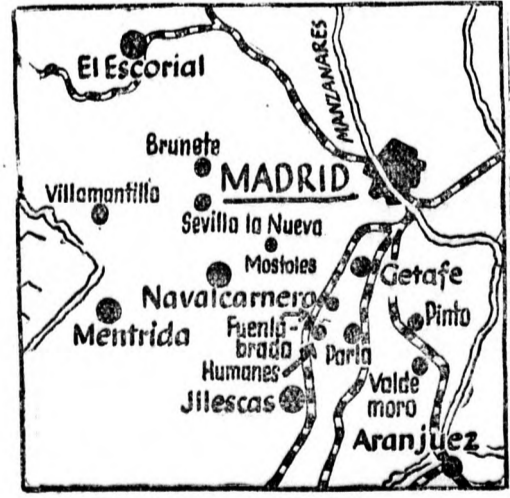 El Escorial
MANZANARES
Brunete
MADRID
Villamantilla
Sevilla la Nueva
Mostoles
Getafe
Navalcarnero
Mentrida
Fuenla-
brada
Pinto
Parla
Humanes
Valde
moro
Jilescas
Aranjuez